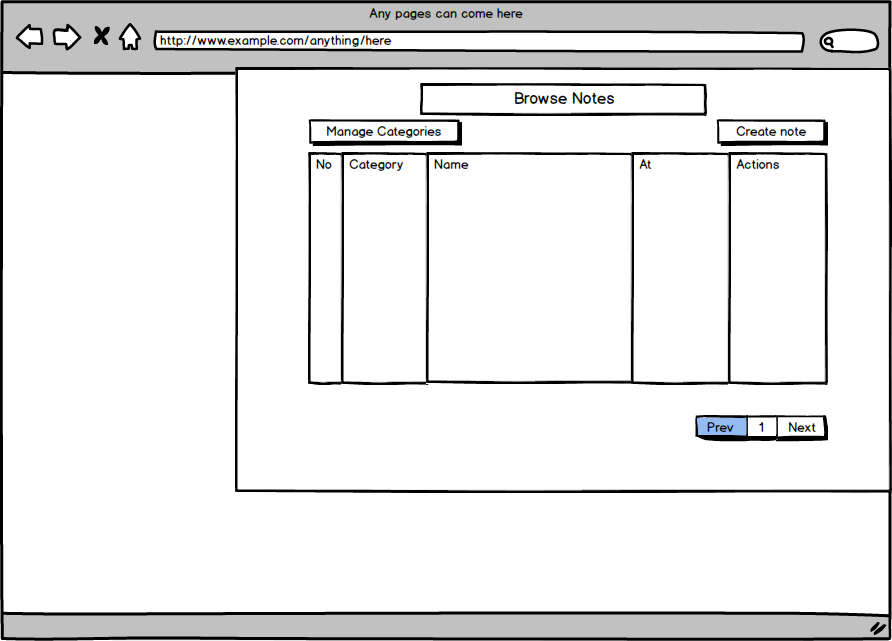 Any pages can come here
http://www.example.com/anything/here
Browse Notes
Manage Categories
Create note
No Category Name At Actions
Prev 1 Next